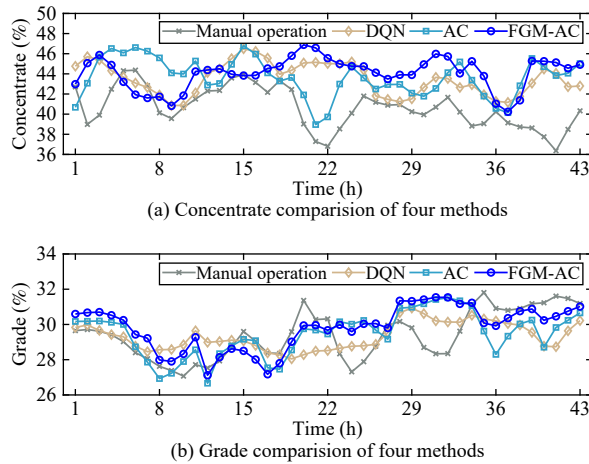 Manual operation DQN AC FGM-AC
50
48
46
44
42
40
38
36
Concentrate (%)
1 8 15 22 29 36 43
Time (h)
(a) Concentrate comparision of four methods
Manual operation DQN AC FGM-AC
34
32
30
28
26
Grade (%)
1 8 15 22 29 36 43
Time (h)
(b) Grade comparision of four methods